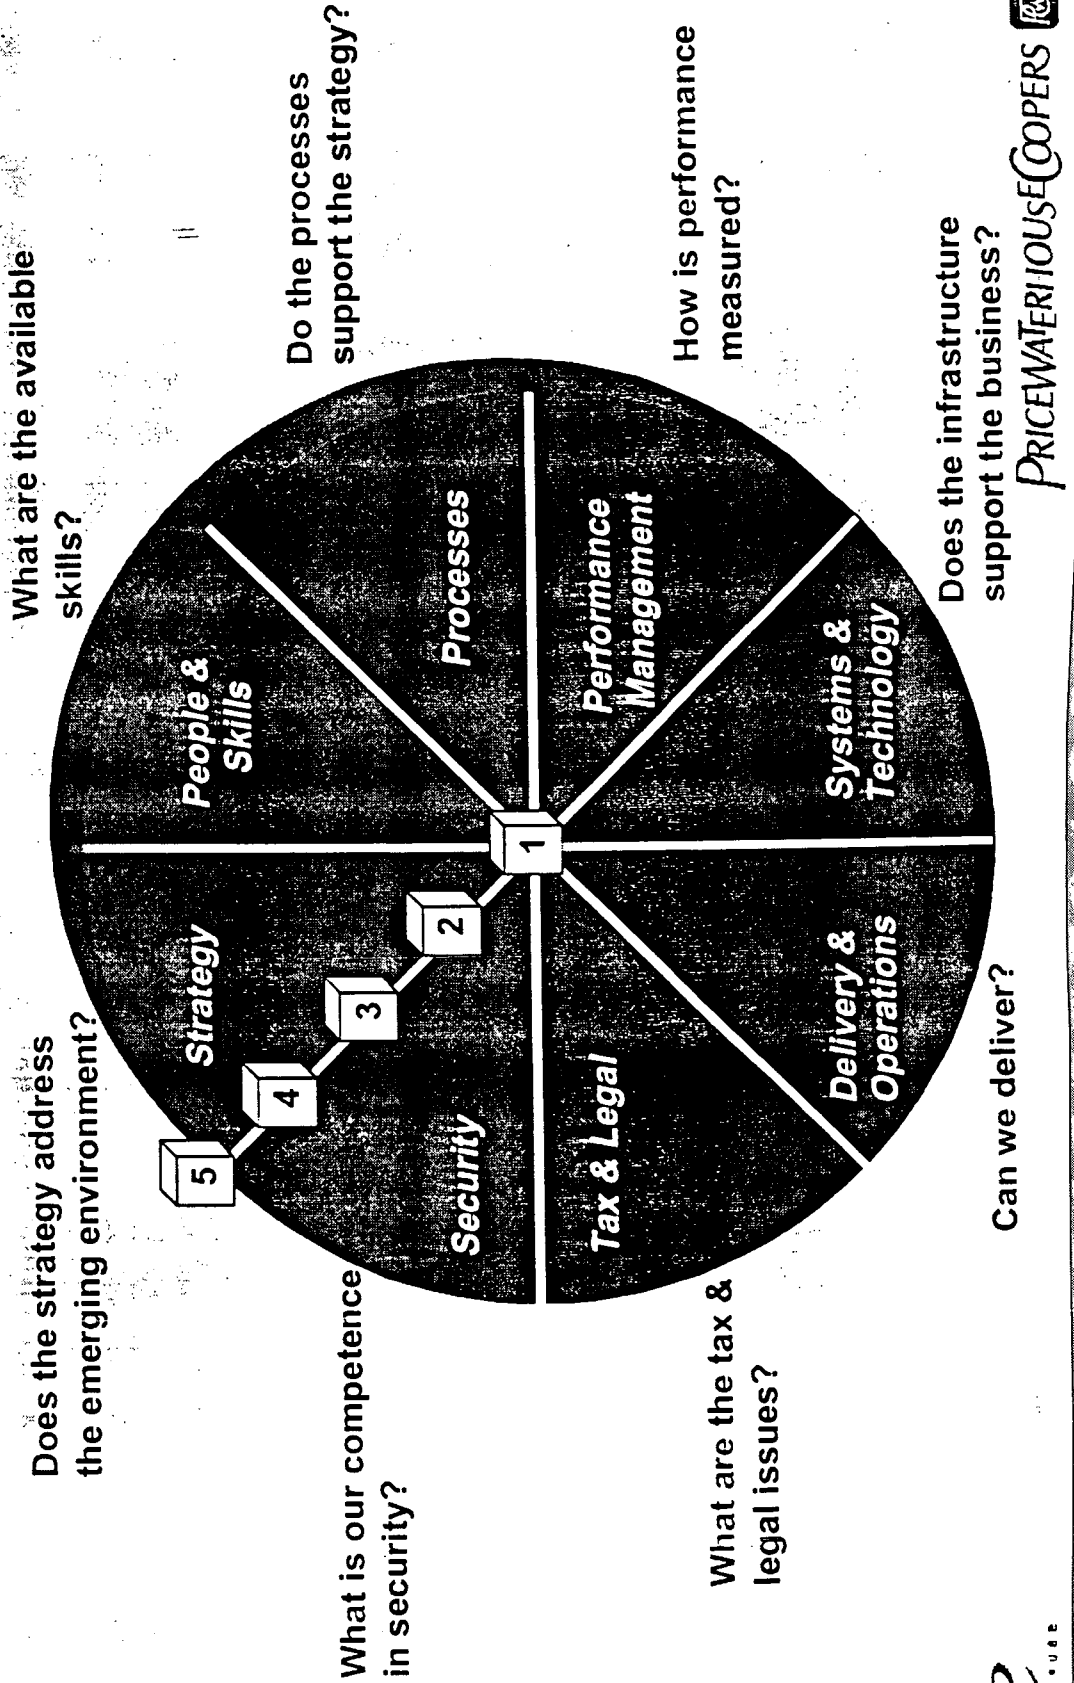 Does the strategy address
the emerging environment?
What are the available
skills?
What is our competence
in security?
Do the processes
support the strategy?
Strategy
People &
Skills
Security
Processes
5
4
3
2
1
Tax & Legal
Performance
Management
Delivery &
Operations
Systems &
Technology
What are the tax &
legal issues?
How is performance
measured?
Can we deliver?
Does the infrastructure
support the business?
PRICEWATERHOUSECOOPERS